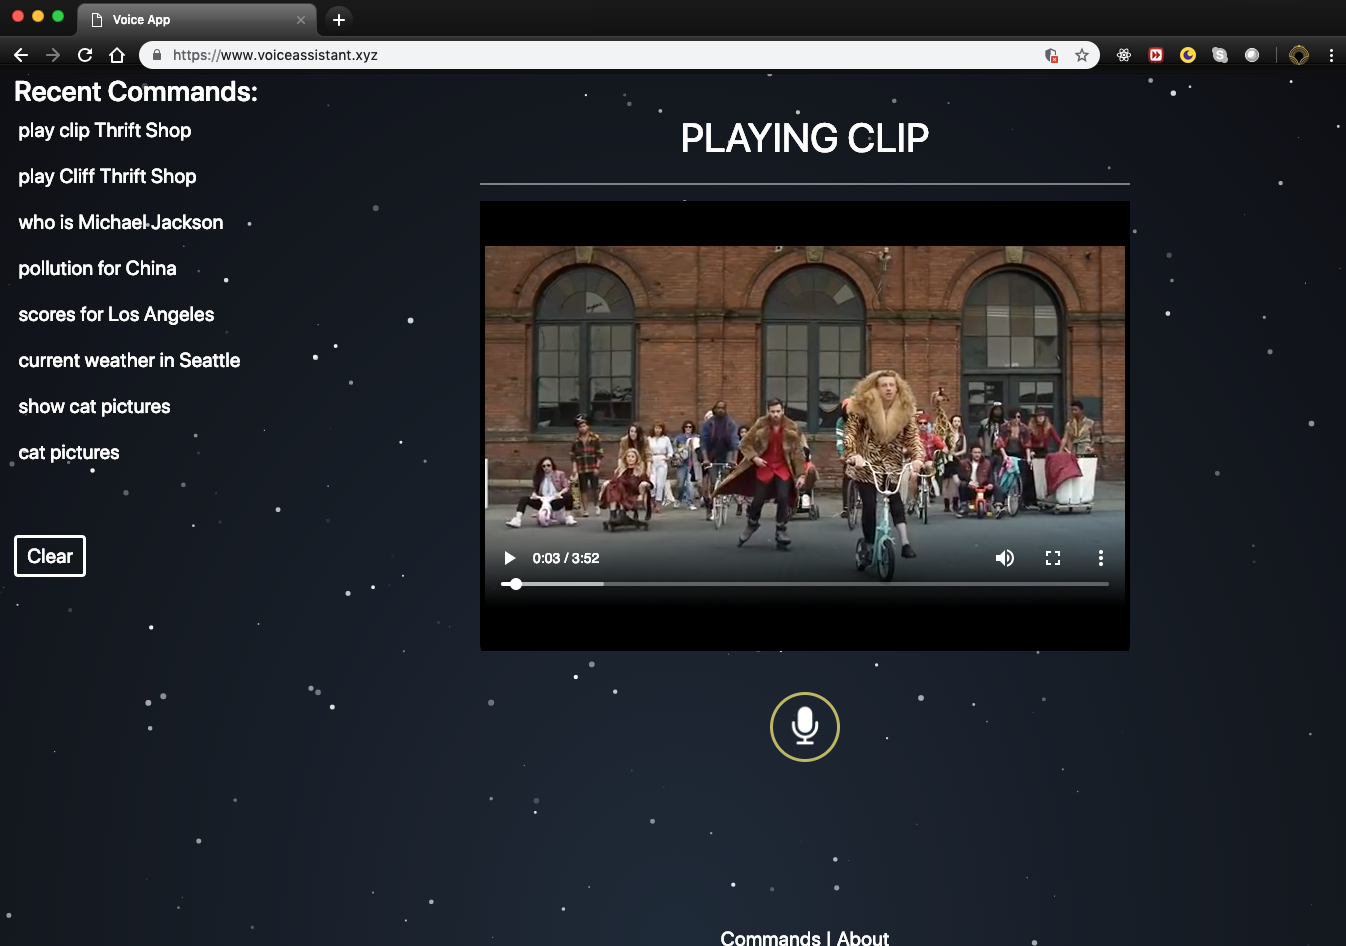 Voice App
https://www.voiceassistant.xyz
Recent Commands:
play clip Thrift Shop
play Cliff Thrift Shop
who is Michael Jackson
pollution for China
scores for Los Angeles
current weather in Seattle
show cat pictures
cat pictures
Clear
PLAYING CLIP
0:03 / 3:52
Commands | About